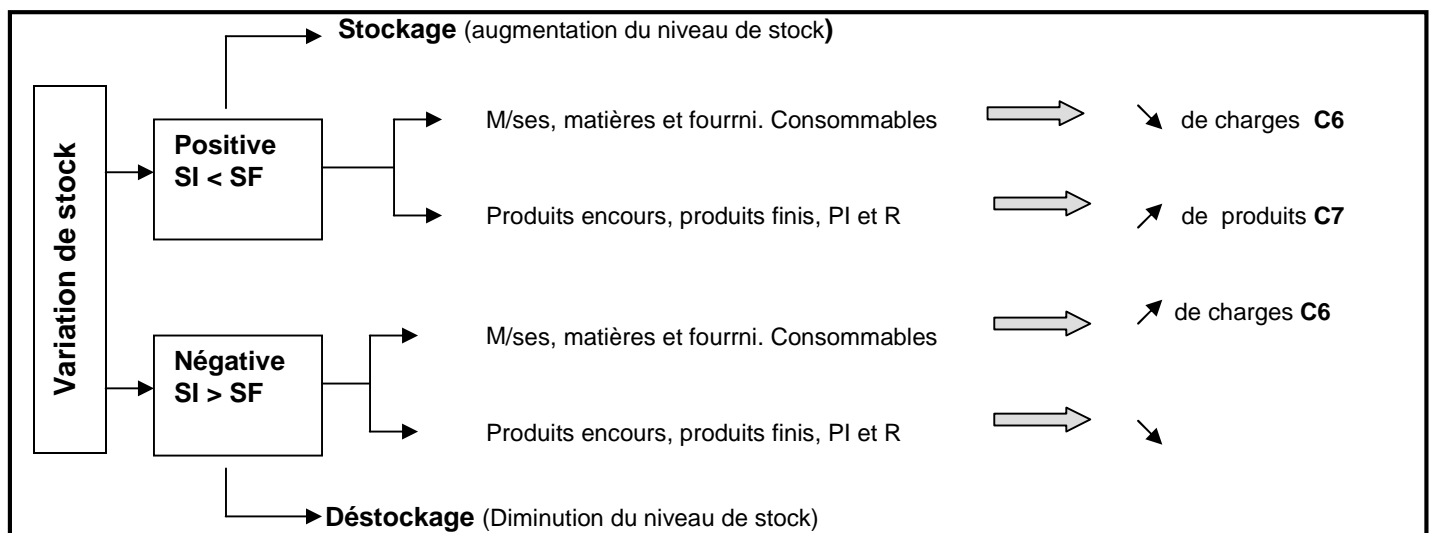 Stockage (augmentation du niveau de stock)
Variation de stock
Positive
SI < SF
M/ses, matières et fourrni. Consommables
de charges C6
Produits encours, produits finis, PI et R
de produits C7
Négative
SI > SF
M/ses, matières et fourrni. Consommables
de charges C6
Produits encours, produits finis, PI et R
Déstockage (Diminution du niveau de stock)